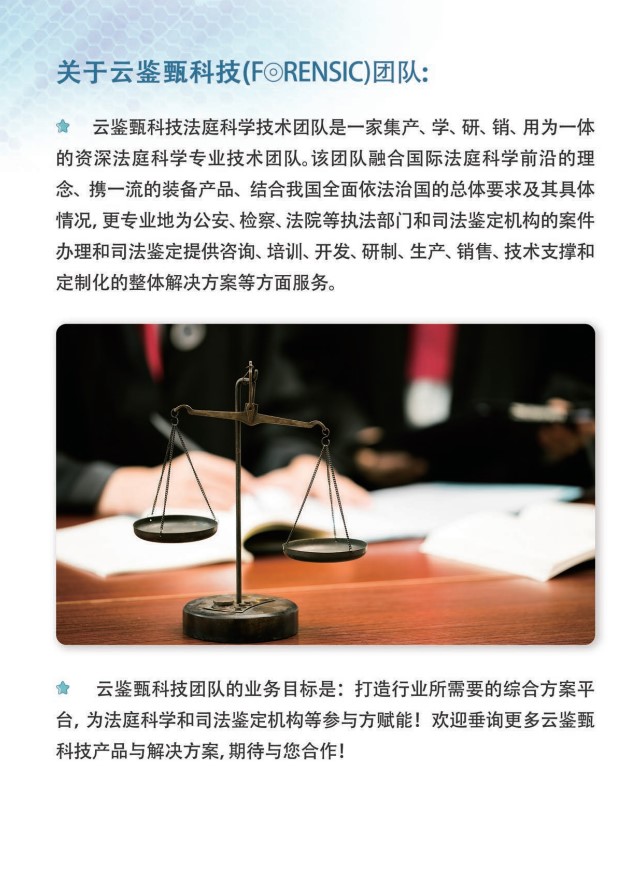 关于云鉴甄科技(F◎RENSIC)团队:
云鉴甄科技法庭科学技术团队是一家集产、学、研、销、用为一体
的资深法庭科学专业技术团队。该团队融合国际法庭科学前沿的理
念、携一流的装备产品、结合我国全面依法治国的总体要求及其具体
情况, 更专业地为公安、检察、法院等执法部门和司法鉴定机构的案件
办理和司法鉴定提供咨询、培训、开发、研制、生产、销售、技术支撑和
定制化的整体解决方案等方面服务。
云鉴甄科技团队的业务目标是：打造行业所需要的综合方案平
台, 为法庭科学和司法鉴定机构等参与方赋能！欢迎垂询更多云鉴甄
科技产品与解决方案, 期待与您合作！